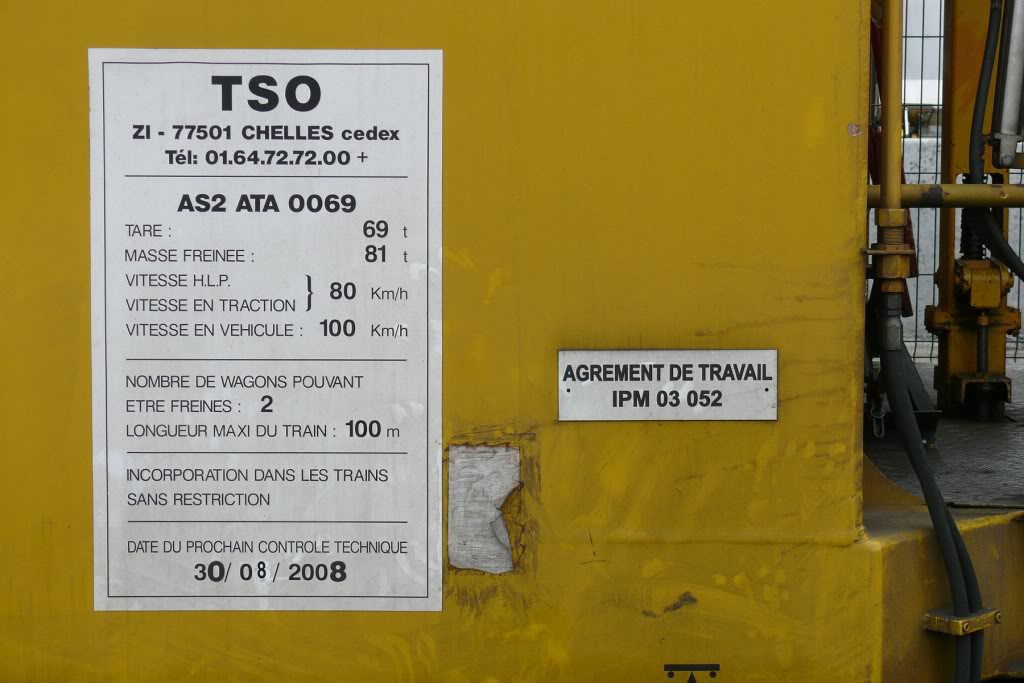 TSO
ZI - 77501 CHELLES cedex
Tél: 01.64.72.72.00 +
AS2 ATA 0069
TARE : 69 t
MASSE FREINEE : 81 t
VITESSE H.L.P.
VITESSE EN TRACTION } 80 Km/h
VITESSE EN VEHICULE : 100 Km/h
NOMBRE DE WAGONS POUVANT
ETRE FREINES : 2
LONGUEUR MAXI DU TRAIN : 100 m
INCORPORATION DANS LES TRAINS
SANS RESTRICTION
DATE DU PROCHAIN CONTROLE TECHNIQUE
30/ 08/ 2008
AGREMENT DE TRAVAIL
IPM 03 052